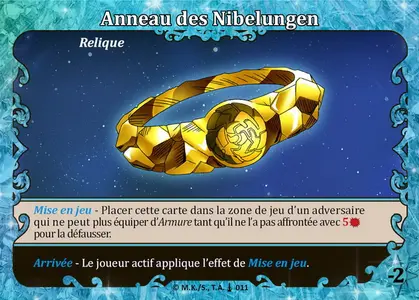 Anneau des Nibelungen
Relique
Mise en jeu - Placer cette carte dans la zone de jeu d'un adversaire
qui ne peut plus équiper d'Armure tant qu'il ne l'a pas affrontée avec 5
pour la défausser.
Arrivée - Le joueur actif applique l'effet de Mise en jeu.
-2
© M.K./S., T.A. 011